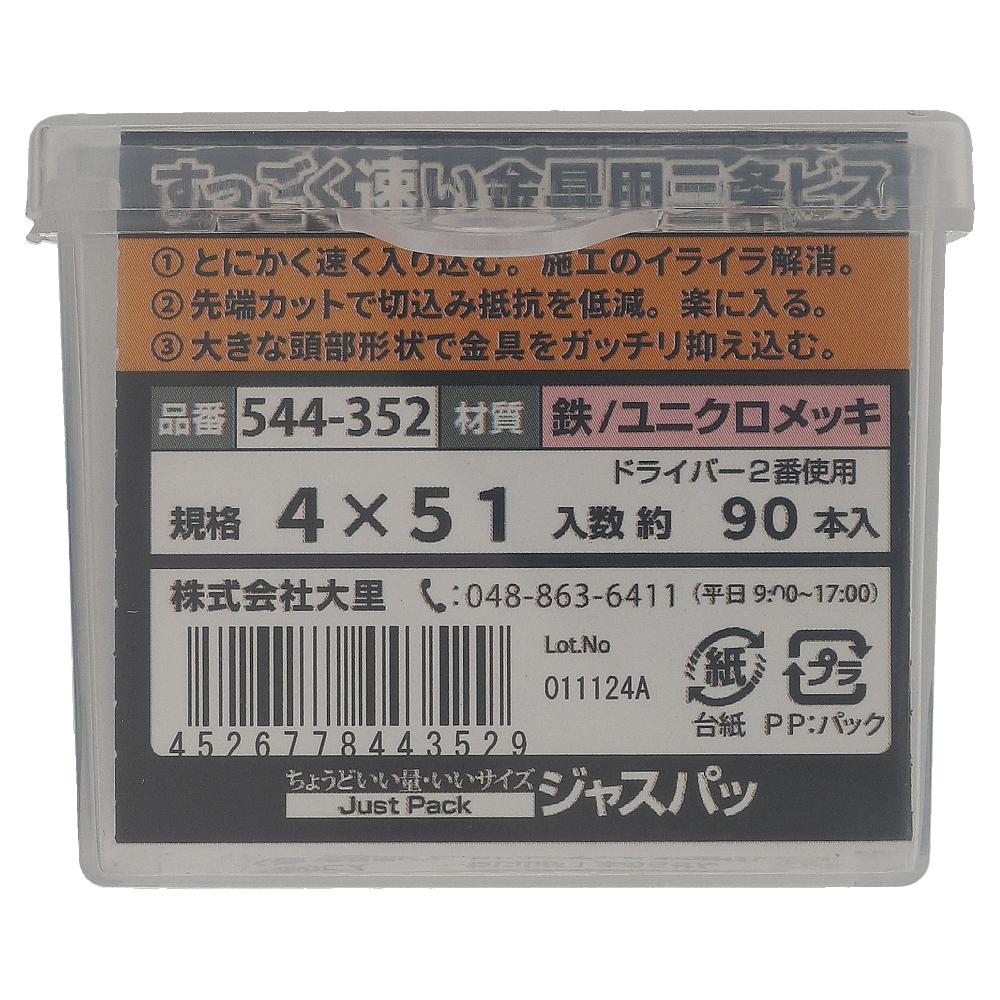 すっごく速い金具用三条ビス
① とにかく速く入り込む。施工のイライラ解消。
② 先端カットで切込み抵抗を低減。楽に入る。
③ 大きな頭部形状で金具をガッチリ抑え込む。
品番 544-352 材質 鉄/ユニクロメッキ
ドライバー2番使用
規格 4×51 入数 約 90 本入
株式会社大里 :048-863-6411 (平日 9:00~17:00)
Lot.No
紙 プラ
011124A
台紙 PP:パック
4526778443529
ちょうどいい量・いいサイズ
Just Pack ジャスパッ